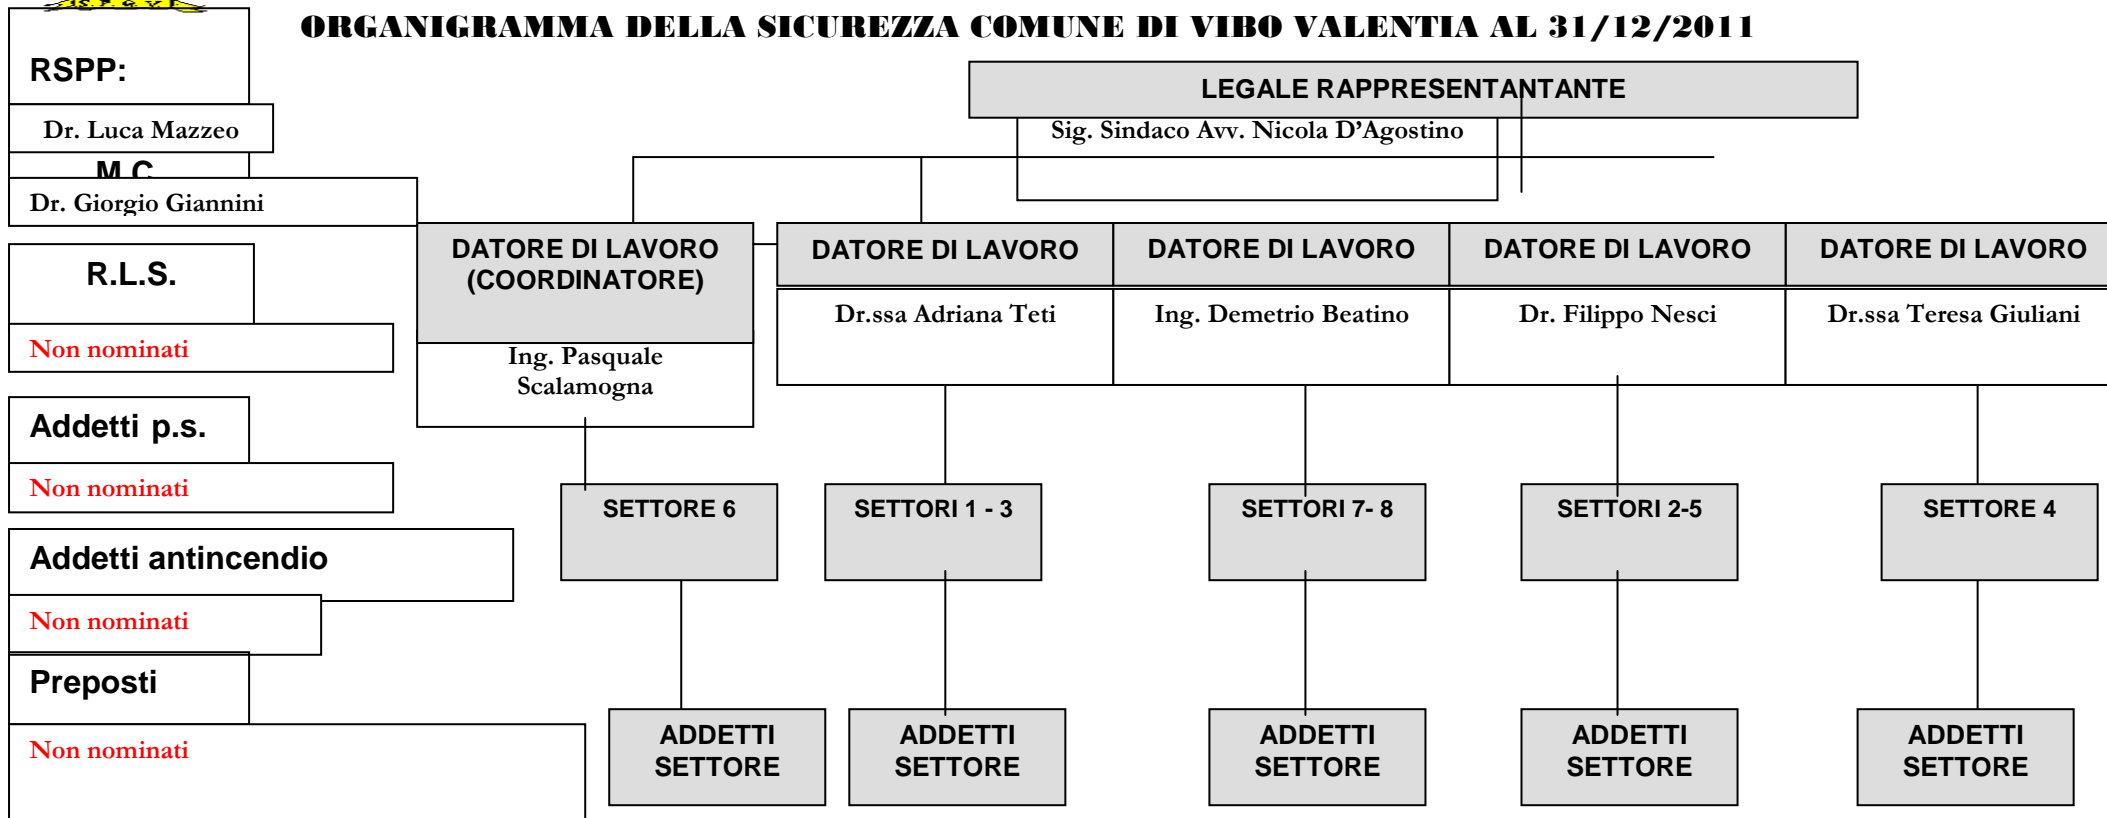 ORGANIGRAMMA DELLA SICUREZZA COMUNE DI VIBO VALENTIA AL 31/12/2011
RSPP:
Dr. Luca Mazzeo
M.C.
Dr. Giorgio Giannini
R.L.S.
Non nominati
Addetti p.s.
Non nominati
Addetti antincendio
Non nominati
Preposti
Non nominati
LEGALE RAPPRESENTANTANTE
Sig. Sindaco Avv. Nicola D’Agostino
DATORE DI LAVORO
(COORDINATORE)
Ing. Pasquale
Scalamogna
DATORE DI LAVORO
Dr.ssa Adriana Teti
DATORE DI LAVORO
Ing. Demetrio Beatino
DATORE DI LAVORO
Dr. Filippo Nesci
DATORE DI LAVORO
Dr.ssa Teresa Giuliani
SETTORE 6
SETTORI 1 - 3
SETTORI 7- 8
SETTORI 2-5
SETTORE 4
ADDETTI
SETTORE
ADDETTI
SETTORE
ADDETTI
SETTORE
ADDETTI
SETTORE
ADDETTI
SETTORE